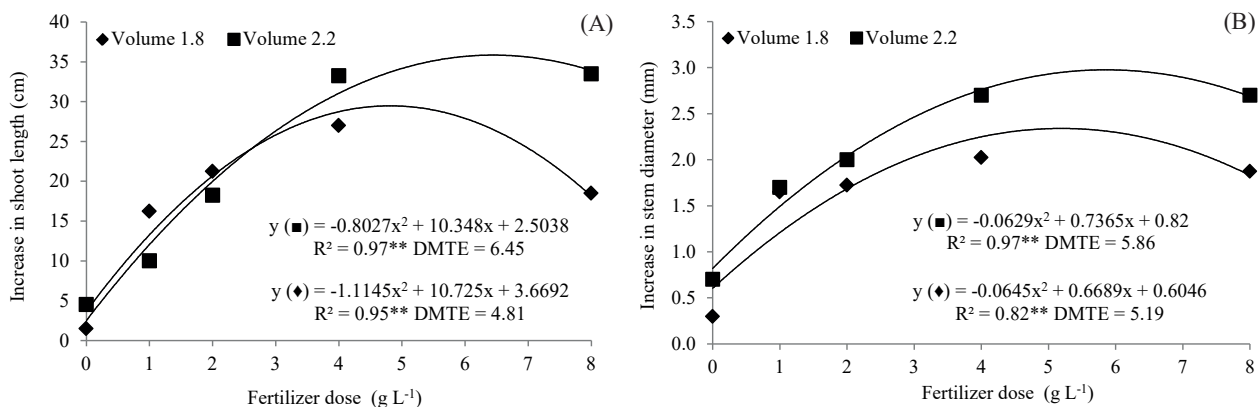 (A)
◆Volume 1.8 ■Volume 2.2
Increase in shoot length (cm)
40
35
30
25
20
15
10
5
0
y (■) = -0.8027x² + 10.348x + 2.5038
R² = 0.97** DMTE = 6.45
y (♦) = -1.1145x² + 10.725x + 3.6692
R² = 0.95** DMTE = 4.81
0 1 2 3 4 5 6 7 8
Fertilizer dose (g L⁻¹)
(B)
◆Volume 1.8 ■Volume 2.2
Increase in stem diameter (mm)
3.5
3.0
2.5
2.0
1.5
1.0
0.5
0.0
y (■) = -0.0629x² + 0.7365x + 0.82
R² = 0.97** DMTE = 5.86
y (♦) = -0.0645x² + 0.6689x + 0.6046
R² = 0.82** DMTE = 5.19
0 1 2 3 4 5 6 7 8
Fertilizer dose (g L⁻¹)